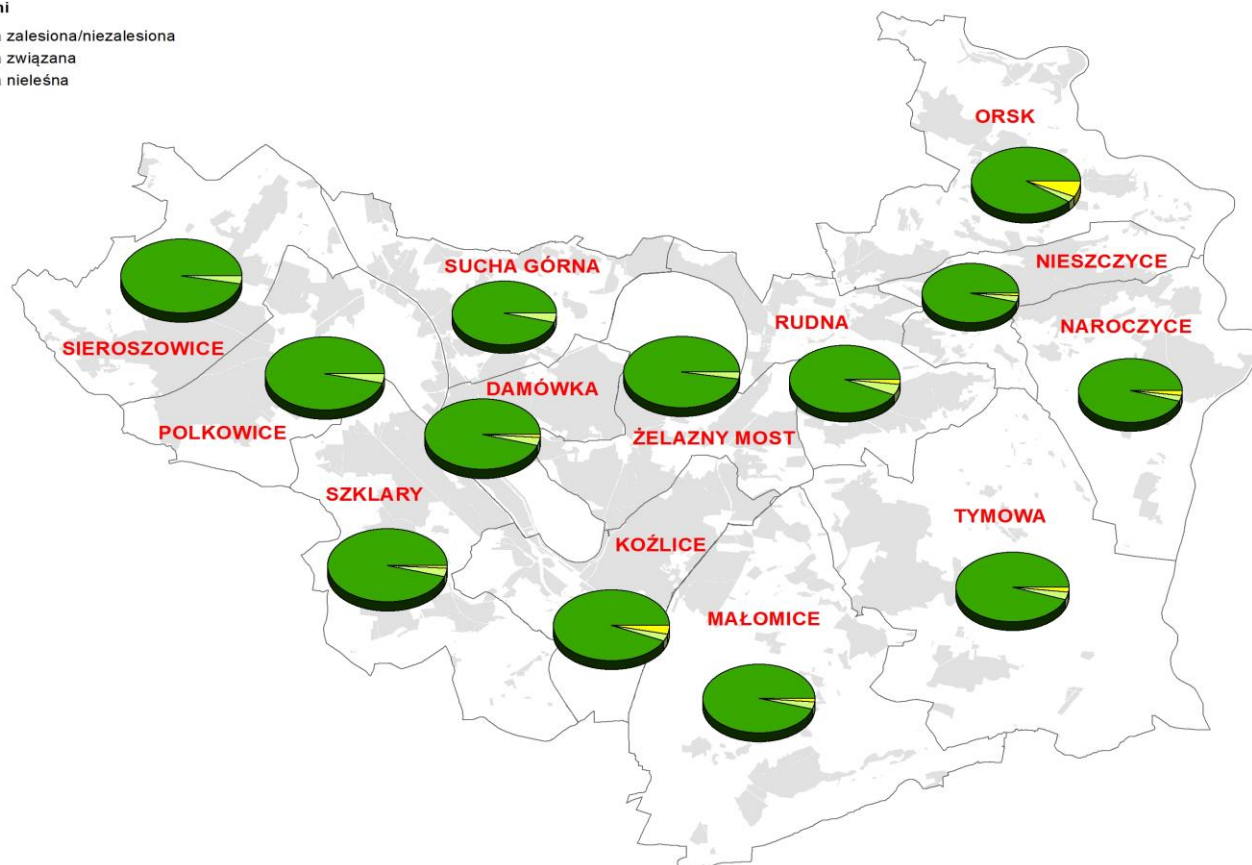 ni
a zalesiona/niezalesiona
a związana
a nieleśna
ORSK
NIESZCZYCE
SUCHA GÓRNA
RUDNA
NAROCZYCE
SIEROSZOWICE
DAMÓWKA
POLKOWICE
ŻELAZNY MOST
SZKLARY
TYMOWA
KOŹLICE
MAŁOMICE